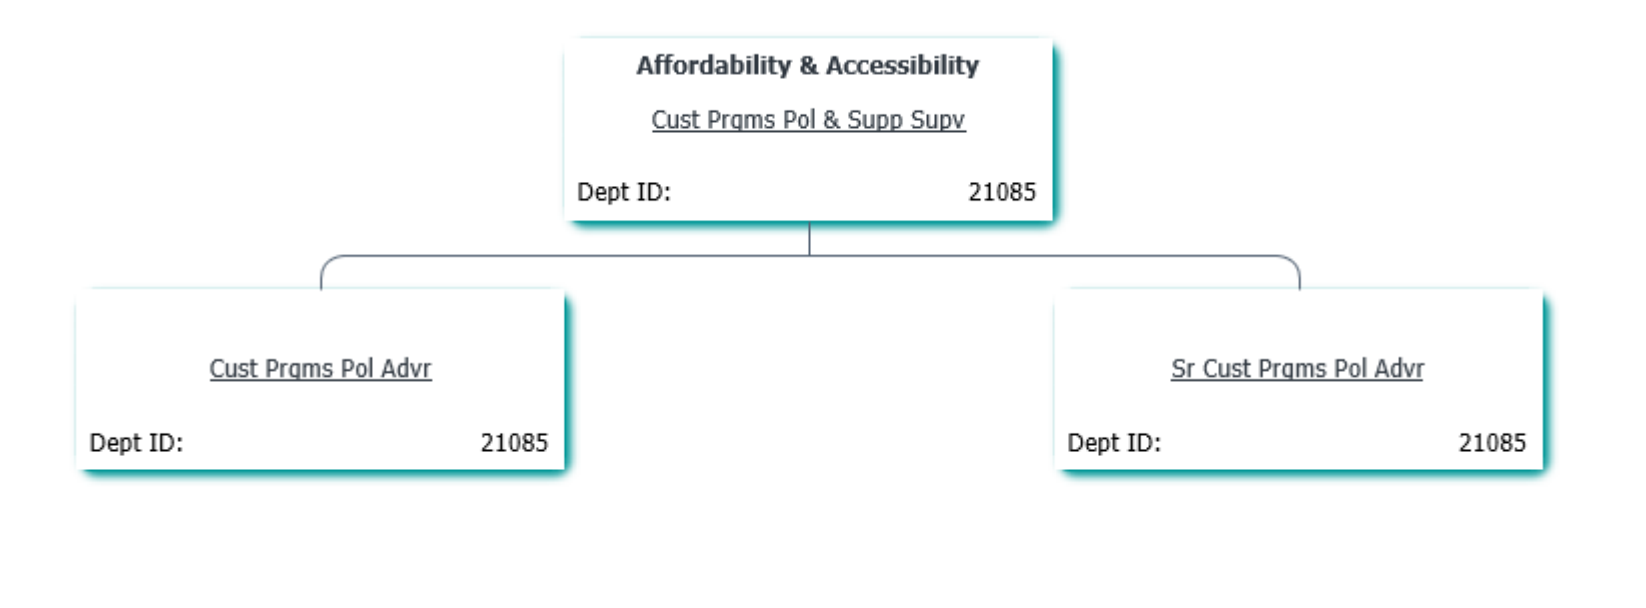 Affordability & Accessibility
Cust Prgms Pol & Supp Supv
Dept ID: 21085
Cust Prgms Pol Advr
Dept ID: 21085
Sr Cust Prgms Pol Advr
Dept ID: 21085